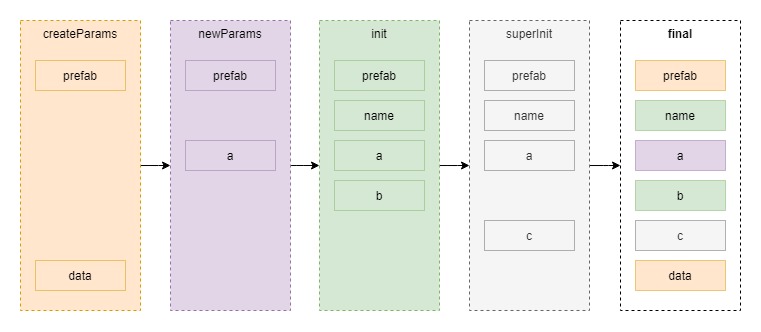 createParams
prefab
data
newParams
prefab
a
init
prefab
name
a
b
superInit
prefab
name
a
c
final
prefab
name
a
b
c
data